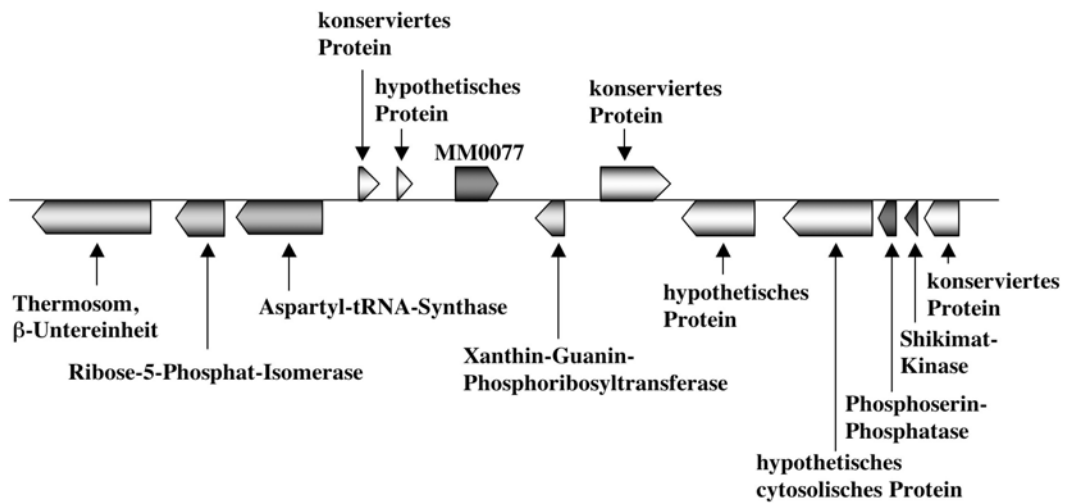 konserviertes
Protein
hypothetisches
Protein
MM0077
konserviertes
Protein
Thermosom,
β-Untereinheit
Ribose-5-Phosphat-Isomerase
Aspartyl-tRNA-Synthase
Xanthin-Guanin-
Phosphoribosyltransferase
hypothetisches
Protein
hypothetisches
cytosolisches Protein
Phosphoserin-
Phosphatase
Shikimat-
Kinase
konserviertes
Protein